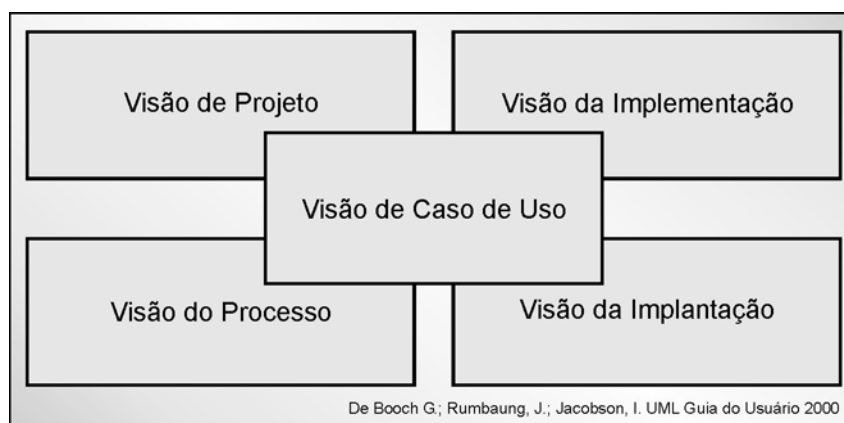 Visão de Projeto
Visão da Implementação
Visão de Caso de Uso
Visão do Processo
Visão da Implantação
De Booch G.; Rumbaung, J.; Jacobson, I. UML Guia do Usuário 2000